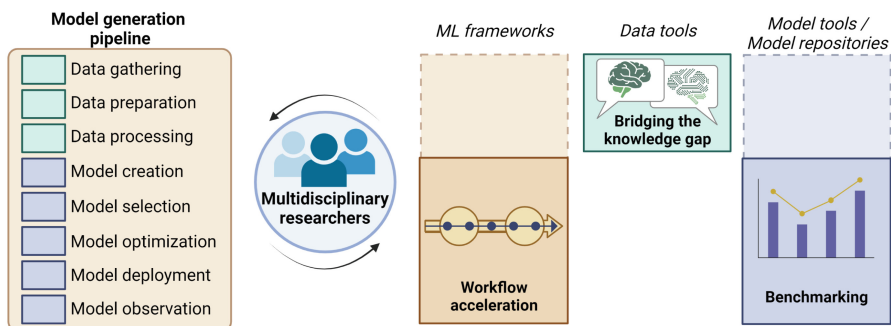 Model generation
pipeline
Data gathering
Data preparation
Data processing
Model creation
Model selection
Model optimization
Model deployment
Model observation
Multidisciplinary
researchers
ML frameworks
Workflow
acceleration
Data tools
Bridging the
knowledge gap
Model tools /
Model repositories
Benchmarking